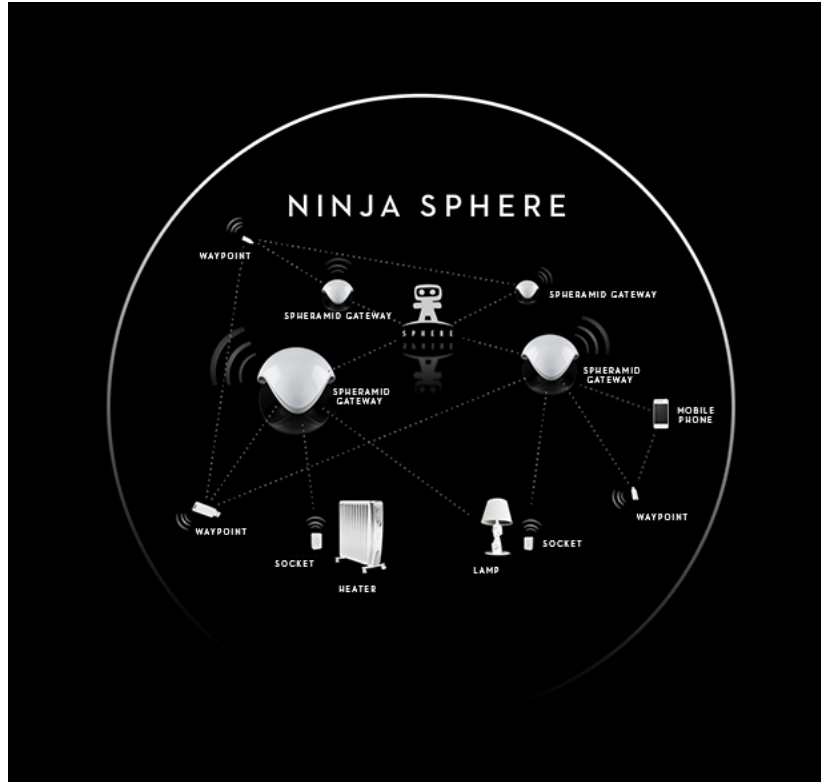 NINJA SPHERE
WAYPOINT
SPHERAMID GATEWAY
SPHERAMID GATEWAY
SPHERE
SPHERAMID
GATEWAY
SPHERAMID
GATEWAY
MOBILE
PHONE
WAYPOINT
WAYPOINT
SOCKET
HEATER
LAMP
SOCKET